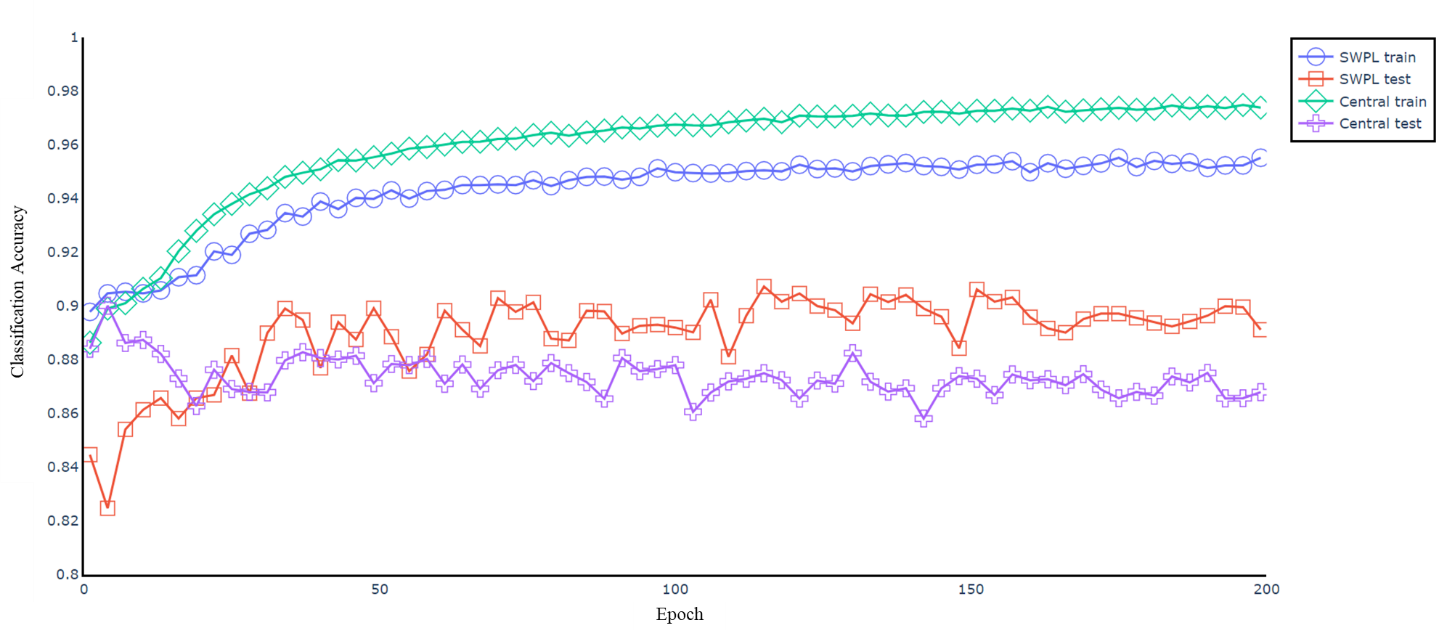 1
0.98
0.96
0.94
0.92
0.9
0.88
0.86
0.84
0.82
0.8
Classification Accuracy
0 50 100 150 200
Epoch
SWPL train
SWPL test
Central train
Central test